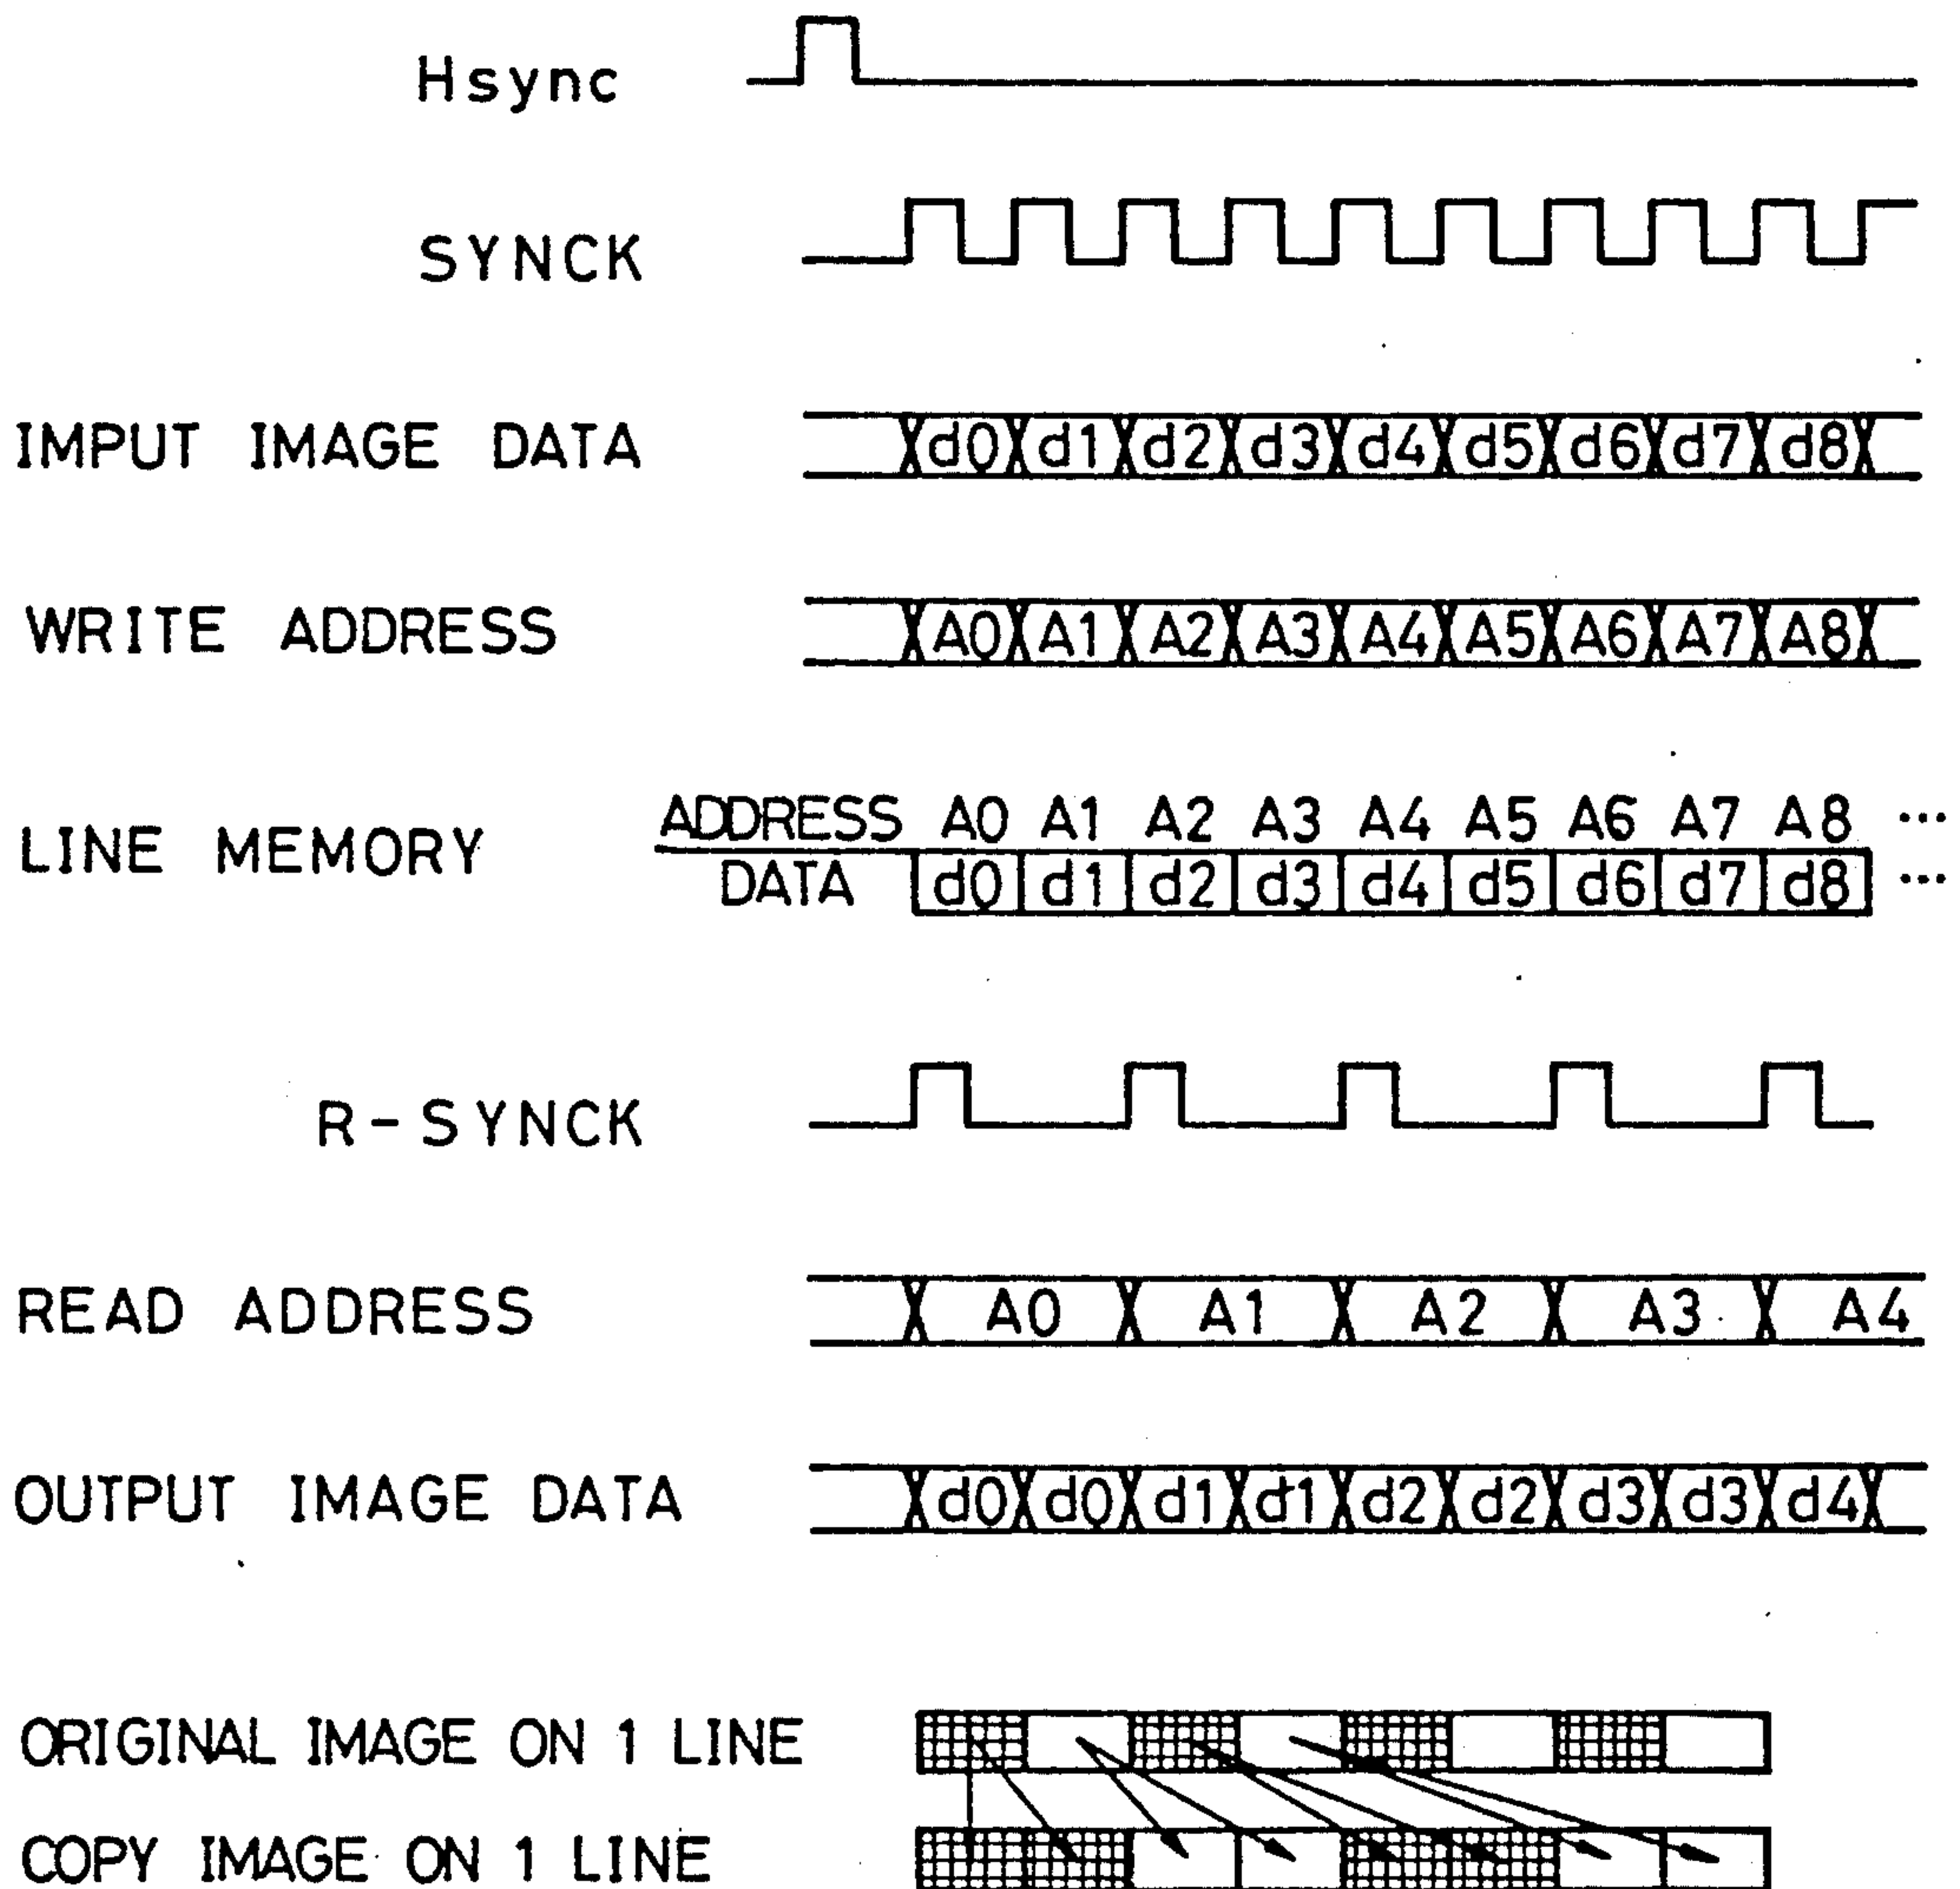 Hsync
SYNCK
IMPUT IMAGE DATA d0 d1 d2 d3 d4 d5 d6 d7 d8
WRITE ADDRESS A0 A1 A2 A3 A4 A5 A6 A7 A8
ADDRESS A0 A1 A2 A3 A4 A5 A6 A7 A8 ...
LINE MEMORY
DATA d0 d1 d2 d3 d4 d5 d6 d7 d8 ...
R-SYNCK
READ ADDRESS A0 A1 A2 A3 A4
OUTPUT IMAGE DATA d0 d0 d1 d1 d2 d2 d3 d3 d4
ORIGINAL IMAGE ON 1 LINE
COPY IMAGE ON 1 LINE